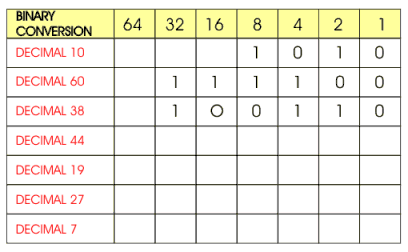 BINARY CONVERSION 64 32 16 8 4 2 1
DECIMAL 10 1 0 1 0
DECIMAL 60 1 1 1 1 0 0
DECIMAL 38 1 O 0 1 1 0
DECIMAL 44
DECIMAL 19
DECIMAL 27
DECIMAL 7